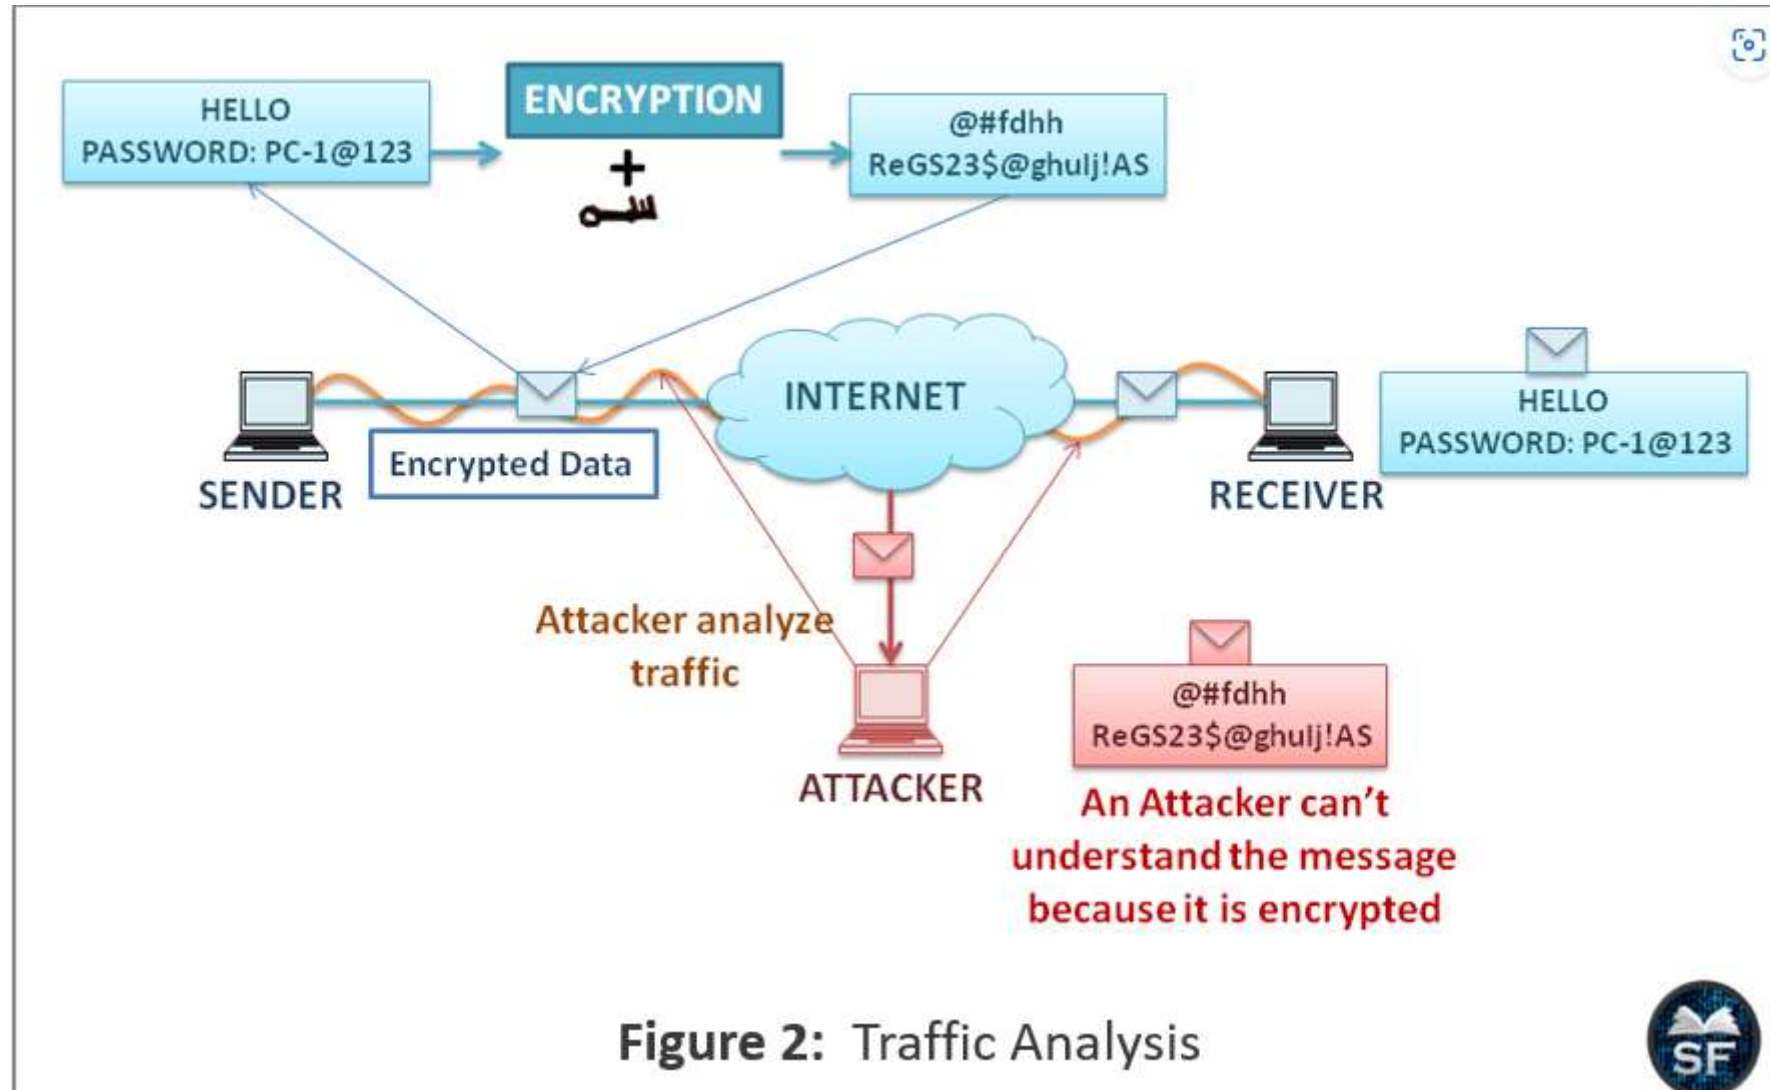 HELLO
PASSWORD: PC-1@123
ENCRYPTION
+
@#fdhh
ReGS23$@ghuIj!AS
INTERNET
Encrypted Data
SENDER
RECEIVER
HELLO
PASSWORD: PC-1@123
Attacker analyze
traffic
ATTACKER
@#fdhh
ReGS23$@ghuIj!AS
An Attacker can’t
understand the message
because it is encrypted
Figure 2: Traffic Analysis
SF